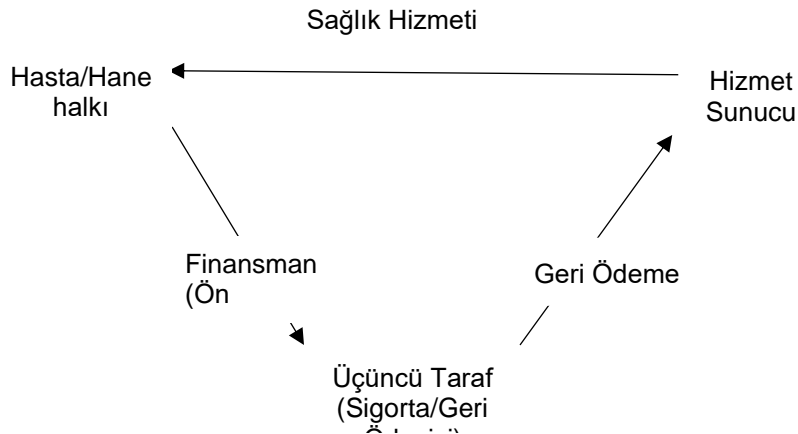 Sağlık Hizmeti
Hasta/Hane
halkı
Hizmet
Sunucu
Finansman
(Ön
Geri Ödeme
Üçüncü Taraf
(Sigorta/Geri